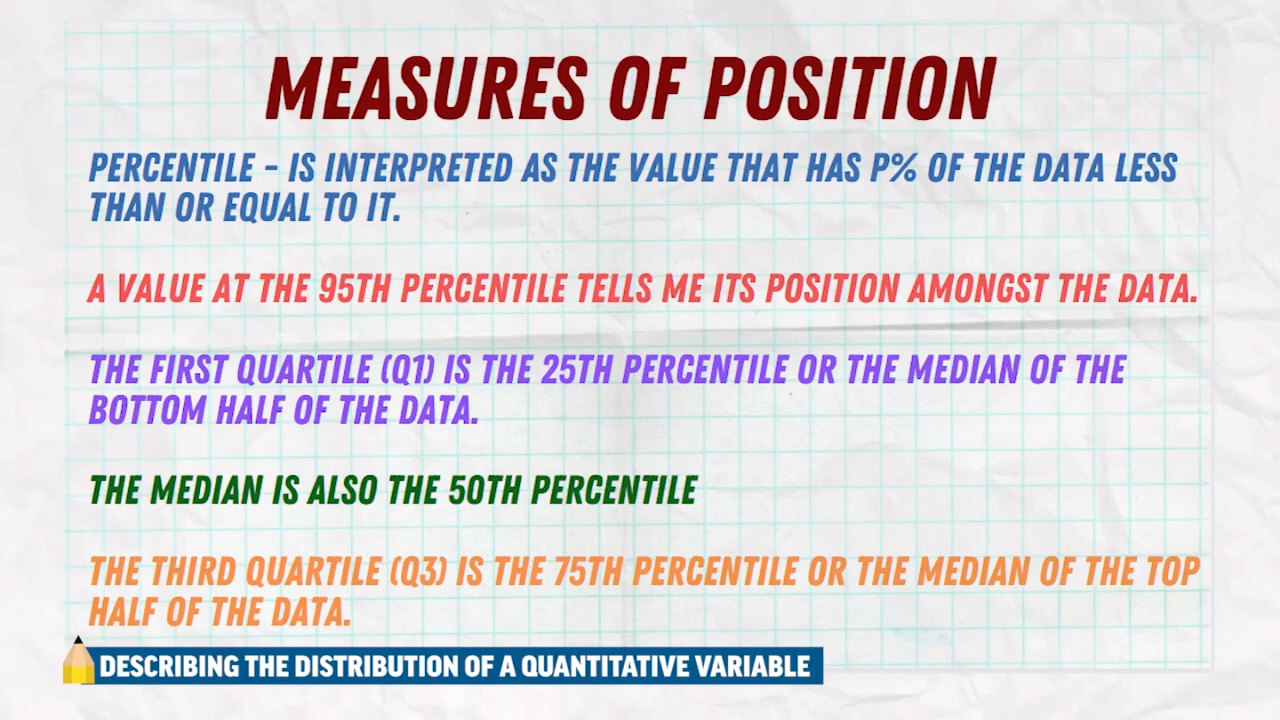 MEASURES OF POSITION
PERCENTILE - IS INTERPRETED AS THE VALUE THAT HAS P% OF THE DATA LESS
THAN OR EQUAL TO IT.
A VALUE AT THE 95TH PERCENTILE TELLS ME ITS POSITION AMONGST THE DATA.
THE FIRST QUARTILE (Q1) IS THE 25TH PERCENTILE OR THE MEDIAN OF THE
BOTTOM HALF OF THE DATA.
THE MEDIAN IS ALSO THE 50TH PERCENTILE
THE THIRD QUARTILE (Q3) IS THE 75TH PERCENTILE OR THE MEDIAN OF THE TOP
HALF OF THE DATA.
DESCRIBING THE DISTRIBUTION OF A QUANTITATIVE VARIABLE